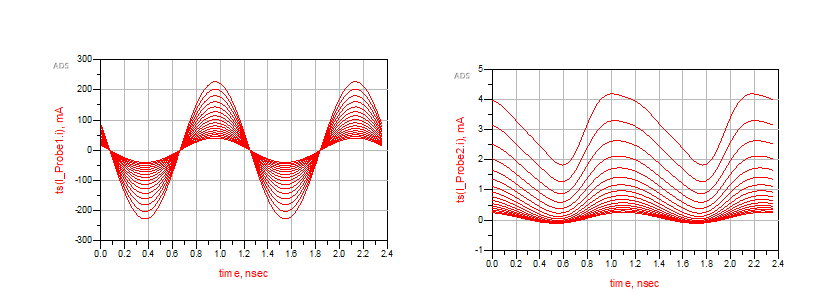 ADS
300
200
100
0
-100
-200
-300
0.0 0.2 0.4 0.6 0.8 1.0 1.2 1.4 1.6 1.8 2.0 2.2 2.4
ts(I_Probe1.i), mA
time, nsec
ADS
5
4
3
2
1
0
-1
0.0 0.2 0.4 0.6 0.8 1.0 1.2 1.4 1.6 1.8 2.0 2.2 2.4
ts(I_Probe2.i), mA
time, nsec